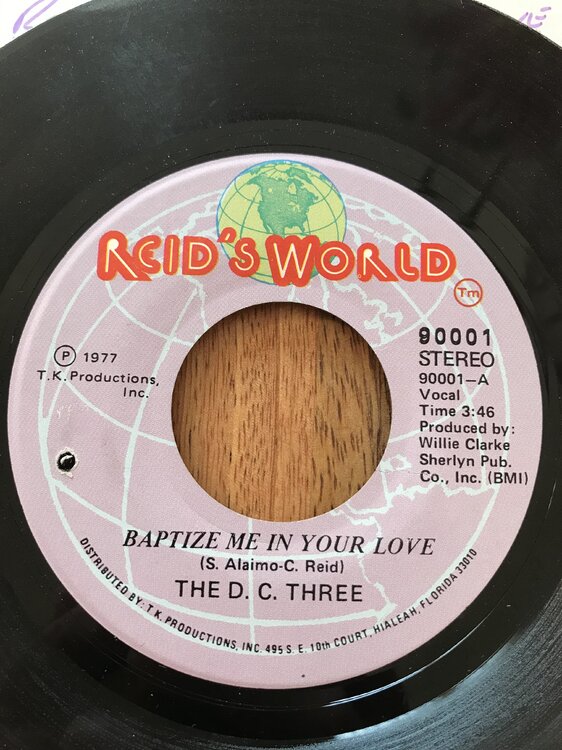 REID'S WORLD
Tm
90001
STEREO
90001-A
Vocal
Time 3:46
Produced by:
Willie Clarke
Sherlyn Pub.
Co., Inc. (BMI)
Ⓟ 1977
T.K. Productions,
Inc.
BAPTIZE ME IN YOUR LOVE
(S. Alaimo-C. Reid)
THE D. C. THREE
DISTRIBUTED BY: T.K. PRODUCTIONS, INC. 495 S. E. 10th COURT, HIALEAH, FLORIDA 33010